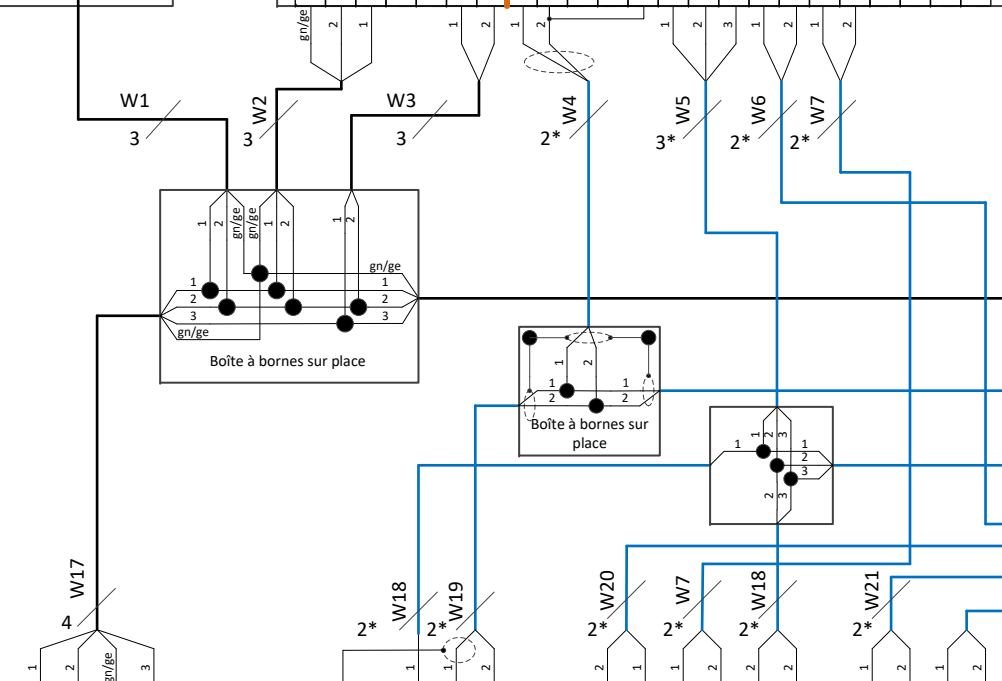 gn/ge 2 1 1 2 1 2 1 2 3 1 2 1 2
W1 W2 W3 W4 W5 W6 W7
3 3 3 2* 3* 2* 2*
1 2 gn/ge gn/ge 1 2 1 2
gn/ge
1 1
2 2
3 3
gn/ge
Boîte à bornes sur place
1 2
1 1
2 2
Boîte à bornes sur
place
1 2 3
1 1
2
3
2 3
W17 W18 W19 W20 W7 W18 W21
4 2* 2* 2* 2* 2* 2*
1 2 gn/ge 3 1 1 2 2 1 1 2 2 2 1 2 1 2